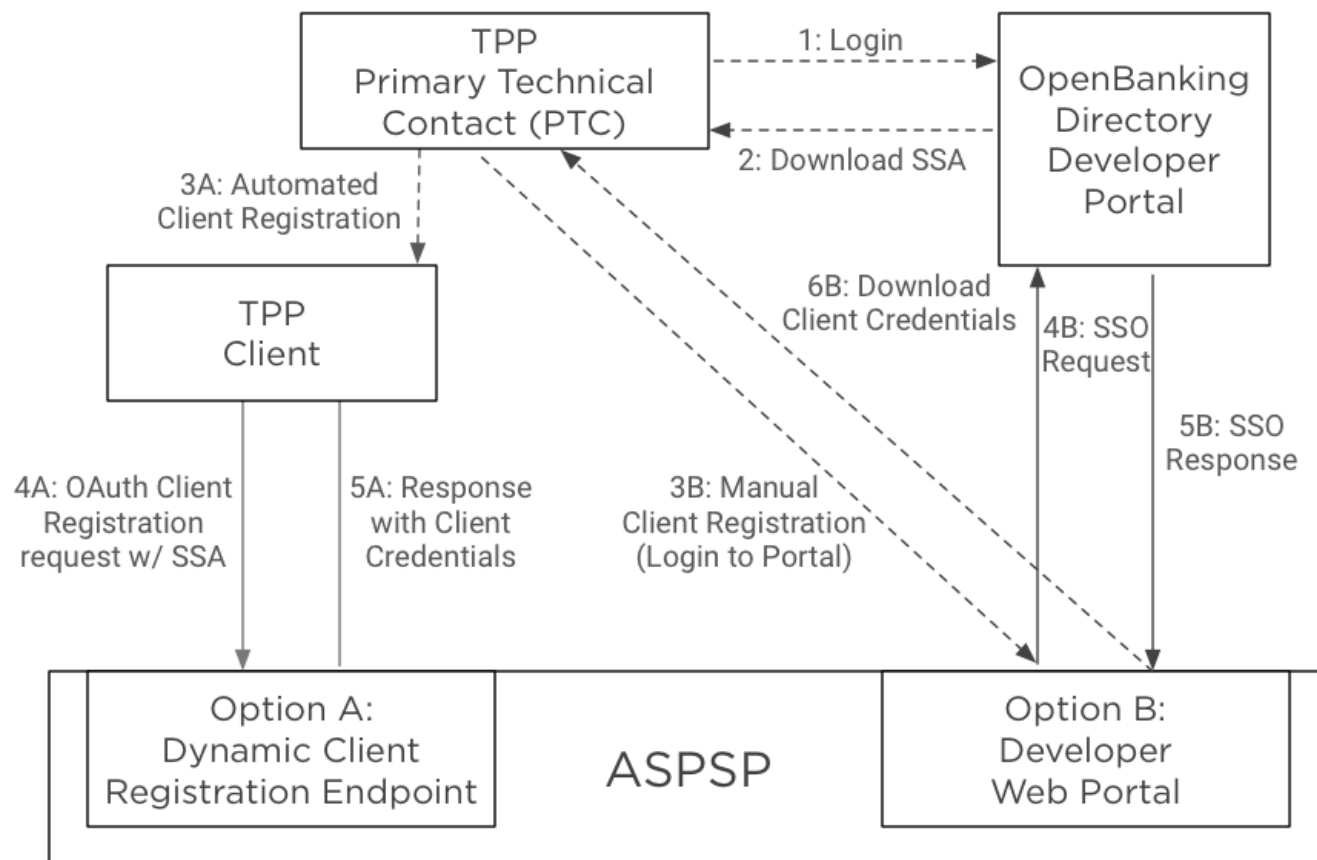 TPP
Primary Technical
Contact (PTC)
1: Login
2: Download SSA
OpenBanking
Directory
Developer
Portal
3A: Automated
Client Registration
TPP
Client
6B: Download
Client Credentials
4B: SSO
Request
5B: SSO
Response
4A: OAuth Client
Registration
request w/ SSA
5A: Response
with Client
Credentials
3B: Manual
Client Registration
(Login to Portal)
Option A:
Dynamic Client
Registration Endpoint
ASPSP
Option B:
Developer
Web Portal